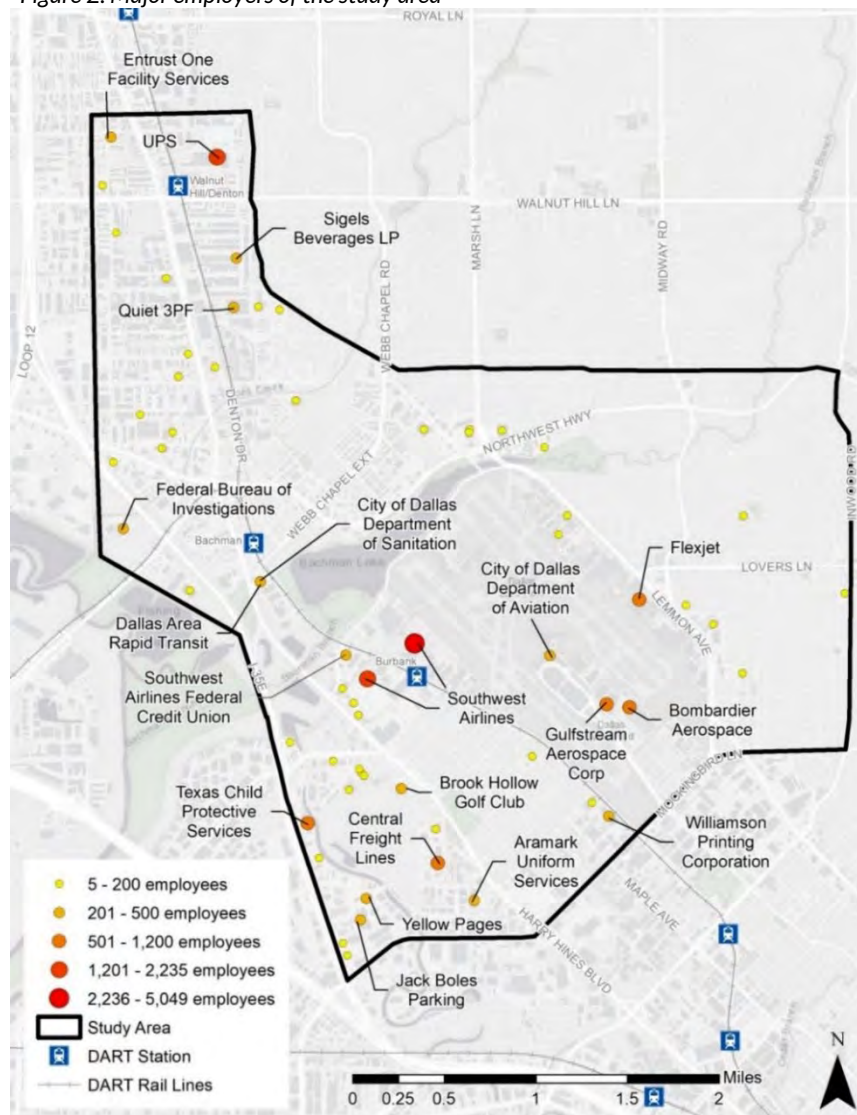 Figure 2. Major employers of the study area
ROYAL LN
Entrust One
Facility Services
UPS
Walnut
Hill/Denton
WALNUT HILL LN
Sigels
Beverages LP
MARSH LN
MIDWAY RD
WEBB CHAPEL RD
Quiet 3PF
LOOP 12
DENTON DR
NORTHWEST HWY
WEBB CHAPEL EXT
Federal Bureau of
Investigations
City of Dallas
Department
of Sanitation
Bachman
Bachman Lake
INWOOD RD
Flexjet
LOVERS LN
City of Dallas
Department
of Aviation
LEMMON AVE
Dallas Area
Rapid Transit
Burbank
Southwest
Airlines Federal
Credit Union
I-35E
Southwest
Airlines
Gulfstream
Aerospace
Corp
Bombardier
Aerospace
MOCKINGBIRD LN
Texas Child
Protective
Services
Brook Hollow
Golf Club
Central
Freight
Lines
Aramark
Uniform
Services
Williamson
Printing
Corporation
MAPLE AVE
HARRY HINES BLVD
Yellow Pages
Jack Boles
Parking
5 - 200 employees
201 - 500 employees
501 - 1,200 employees
1,201 - 2,235 employees
2,236 - 5,049 employees
Study Area
DART Station
DART Rail Lines
N
Miles
0 0.25 0.5 1 1.5 2